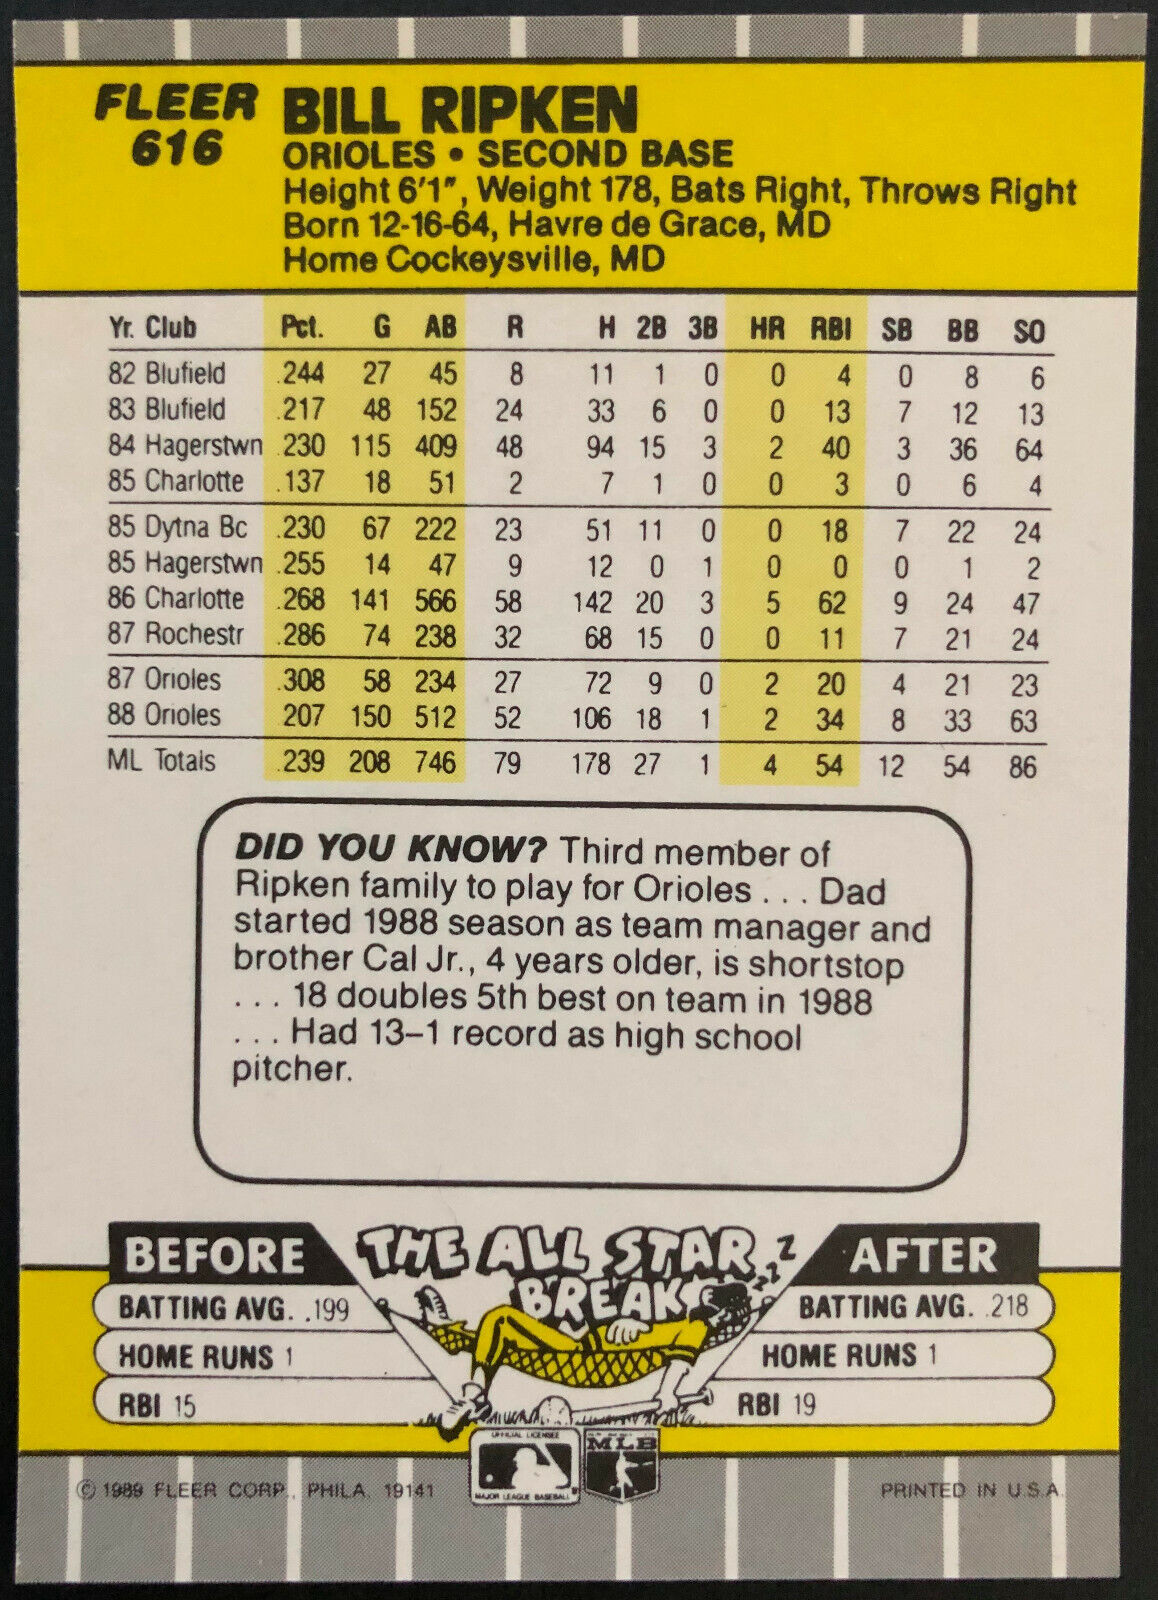 FLEER
616
BILL RIPKEN
ORIOLES • SECOND BASE
Height 6'1", Weight 178, Bats Right, Throws Right
Born 12-16-64, Havre de Grace, MD
Home Cockeysville, MD
Yr. Club Pct. G AB R H 2B 3B HR RBI SB BB SO
82 Blufield .244 27 45 8 11 1 0 0 4 0 8 6
83 Blufield .217 48 152 24 33 6 0 0 13 7 12 13
84 Hagerstwn .230 115 409 48 94 15 3 2 40 3 36 64
85 Charlotte .137 18 51 2 7 1 0 0 3 0 6 4
85 Dytna Bc .230 67 222 23 51 11 0 0 18 7 22 24
85 Hagerstwn .255 14 47 9 12 0 1 0 0 0 1 2
86 Charlotte .268 141 566 58 142 20 3 5 62 9 24 47
87 Rochestr .286 74 238 32 68 15 0 0 11 7 21 24
87 Orioles .308 58 234 27 72 9 0 2 20 4 21 23
88 Orioles .207 150 512 52 106 18 1 2 34 8 33 63
ML Totals .239 208 746 79 178 27 1 4 54 12 54 86
DID YOU KNOW? Third member of
Ripken family to play for Orioles . . . Dad
started 1988 season as team manager and
brother Cal Jr., 4 years older, is shortstop
. . . 18 doubles 5th best on team in 1988
. . . Had 13–1 record as high school
pitcher.
THE ALL STAR
BREAK
Z Z Z
BEFORE
BATTING AVG. .199
HOME RUNS 1
RBI 15
AFTER
BATTING AVG. .218
HOME RUNS 1
RBI 19
OFFICIAL LICENSEE
MAJOR LEAGUE BASEBALL
MLB
© 1989 FLEER CORP., PHILA. 19141
PRINTED IN U.S.A.